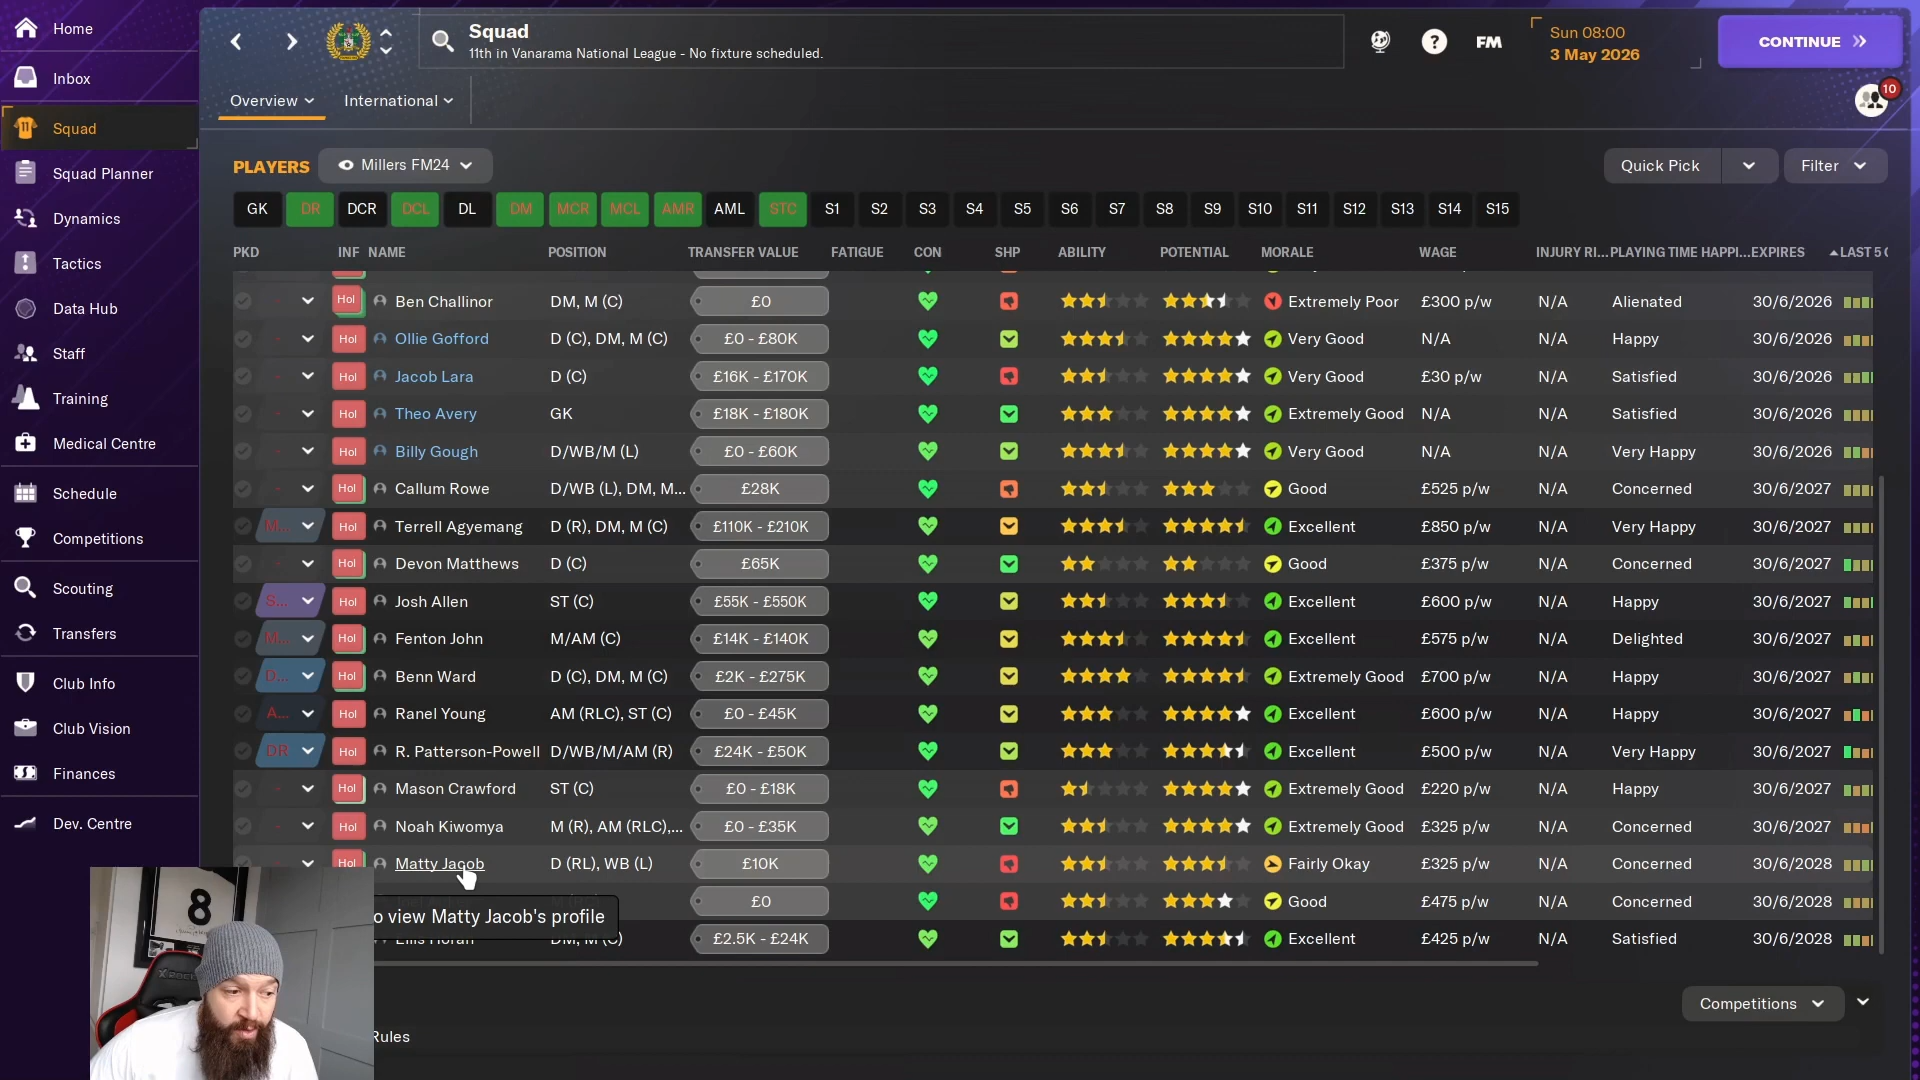 Home
Inbox
Squad
Squad Planner
Dynamics
Tactics
Data Hub
Staff
Training
Medical Centre
Schedule
Competitions
Scouting
Transfers
Club Info
Club Vision
Finances
Dev. Centre
Squad
11th in Vanarama National League - No fixture scheduled.
?
FM
Sun 08:00
3 May 2026
CONTINUE
10
Overview International
PLAYERS Millers FM24
Quick Pick Filter
GK DR DCR DCL DL DM MCR MCL AMR AML STC S1 S2 S3 S4 S5 S6 S7 S8 S9 S10 S11 S12 S13 S14 S15
PKD INF NAME POSITION TRANSFER VALUE FATIGUE CON SHP ABILITY POTENTIAL MORALE WAGE INJURY RI... PLAYING TIME HAPPI... EXPIRES LAST 5
- Hol Ben Challinor DM, M (C) £0 Extremely Poor £300 p/w N/A Alienated 30/6/2026
- Hol Ollie Gofford D (C), DM, M (C) £0 - £80K Very Good N/A N/A Happy 30/6/2026
- Hol Jacob Lara D (C) £16K - £170K Very Good £30 p/w N/A Satisfied 30/6/2026
- Hol Theo Avery GK £18K - £180K Extremely Good N/A N/A Satisfied 30/6/2026
- Hol Billy Gough D/WB/M (L) £0 - £60K Very Good N/A N/A Very Happy 30/6/2026
- Hol Callum Rowe D/WB (L), DM, M... £28K Good £525 p/w N/A Concerned 30/6/2027
M... Hol Terrell Agyemang D (R), DM, M (C) £110K - £210K Excellent £850 p/w N/A Very Happy 30/6/2027
- Hol Devon Matthews D (C) £65K Good £375 p/w N/A Concerned 30/6/2027
S... Hol Josh Allen ST (C) £55K - £550K Excellent £600 p/w N/A Happy 30/6/2027
M... Hol Fenton John M/AM (C) £14K - £140K Excellent £575 p/w N/A Delighted 30/6/2027
D... Hol Benn Ward D (C), DM, M (C) £2K - £275K Extremely Good £700 p/w N/A Happy 30/6/2027
A... Hol Ranel Young AM (RLC), ST (C) £0 - £45K Excellent £600 p/w N/A Happy 30/6/2027
DR Hol R. Patterson-Powell D/WB/M/AM (R) £24K - £50K Excellent £500 p/w N/A Very Happy 30/6/2027
- Hol Mason Crawford ST (C) £0 - £18K Extremely Good £220 p/w N/A Happy 30/6/2027
- Hol Noah Kiwomya M (R), AM (RLC),... £0 - £35K Extremely Good £325 p/w N/A Concerned 30/6/2027
Hol Matty Jacob D (RL), WB (L) £10K Fairly Okay £325 p/w N/A Concerned 30/6/2028
£0 Good £475 p/w N/A Concerned 30/6/2028
o view Matty Jacob's profile
Ellis Horan DM, M (C) £2.5K - £24K Excellent £425 p/w N/A Satisfied 30/6/2028
Competitions
Rules
8